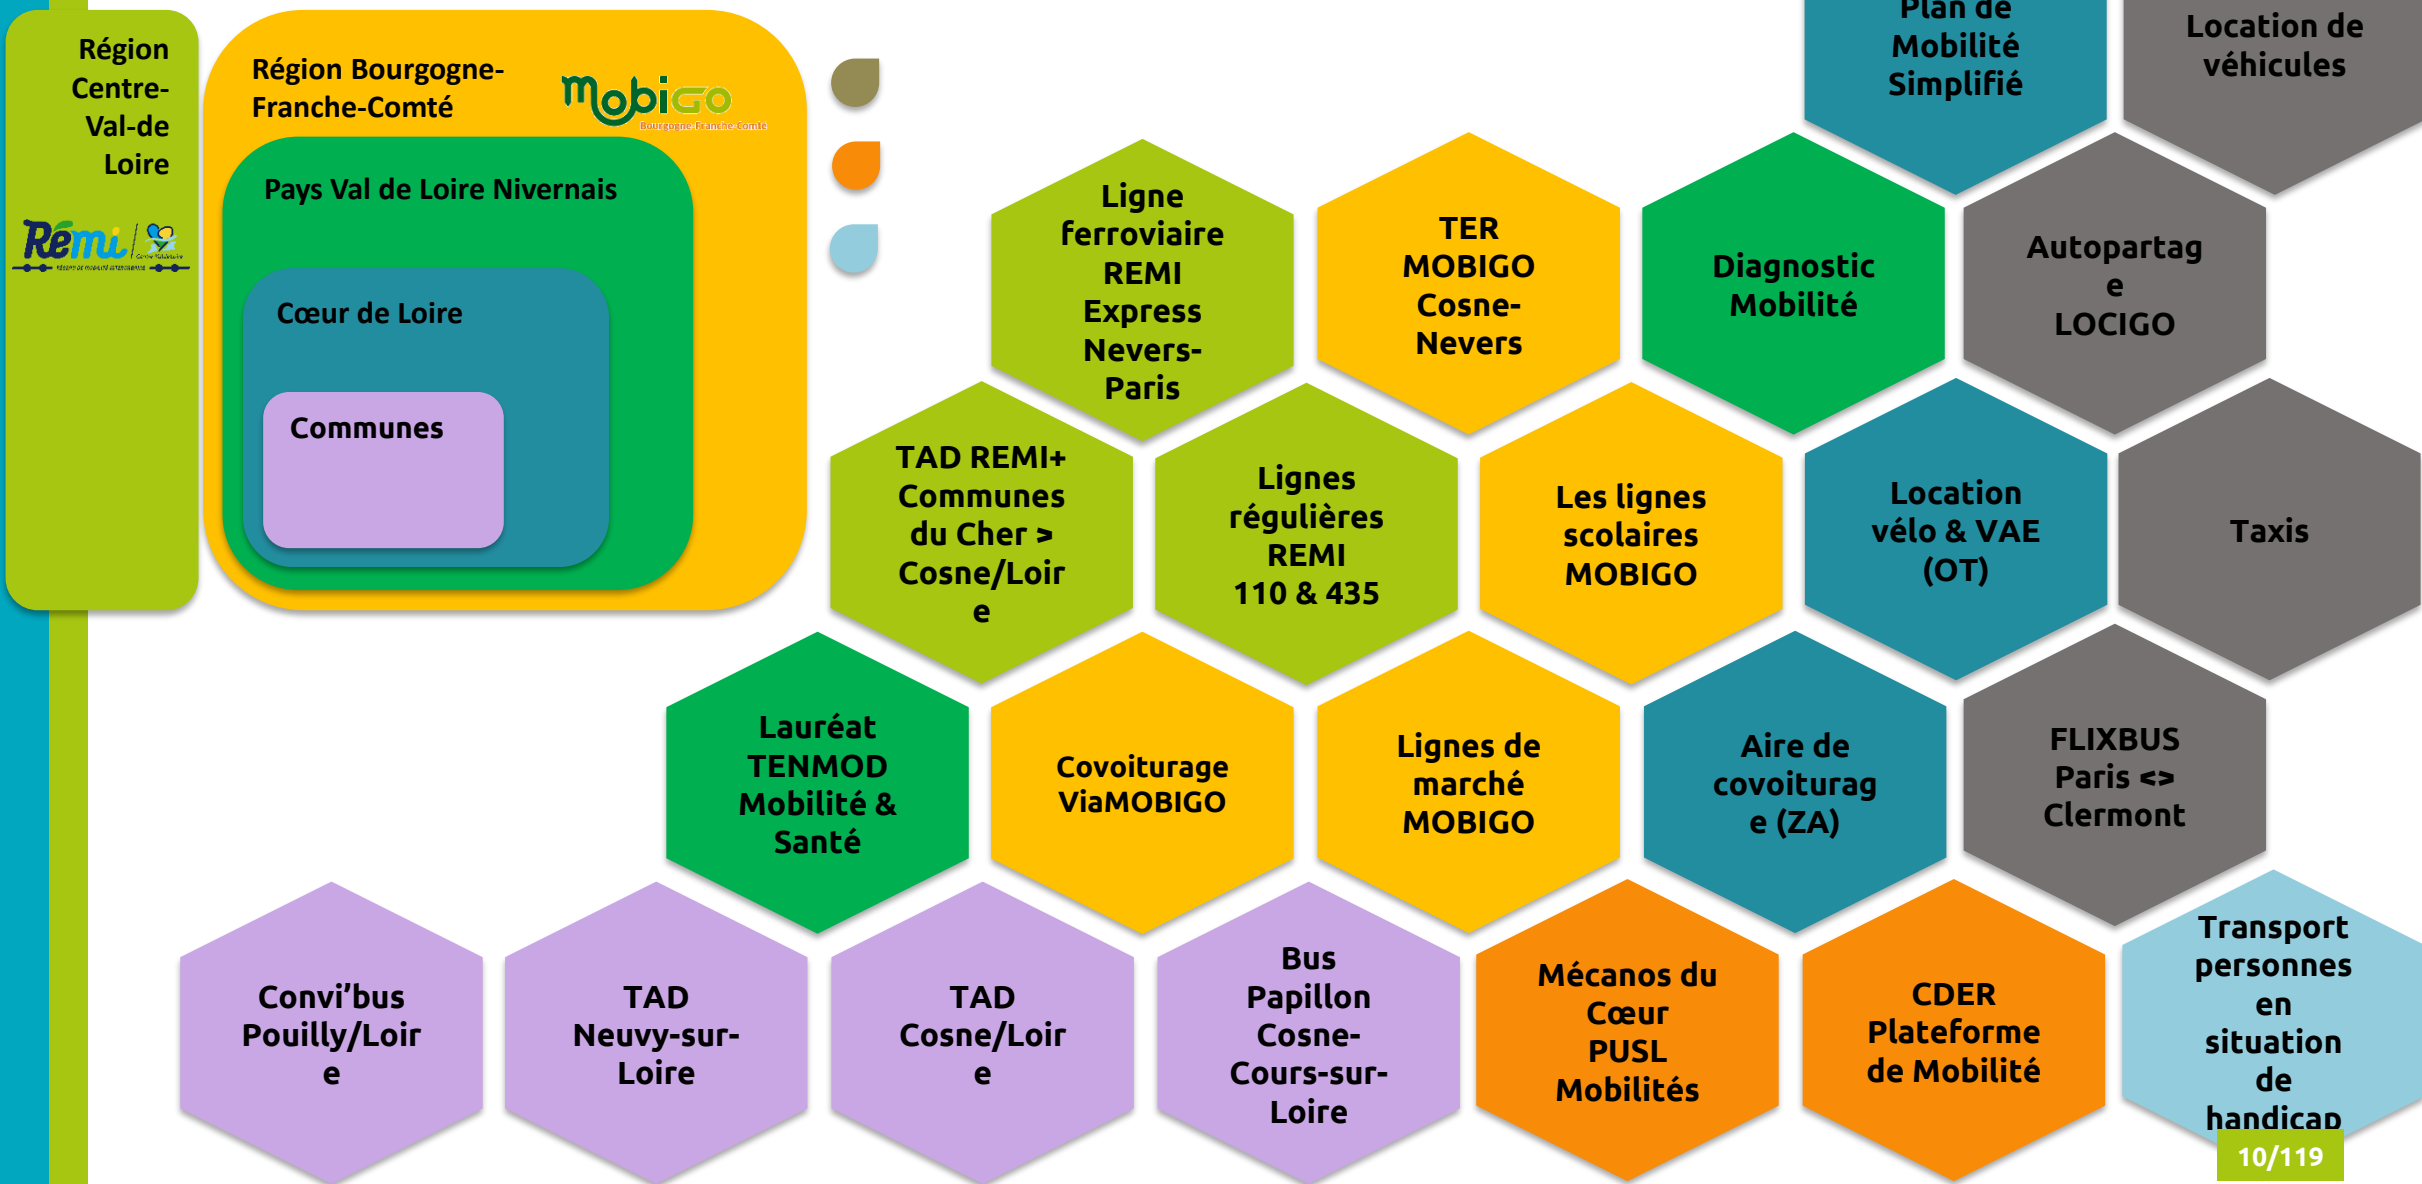 Région
Centre-
Val-de
Loire
Rémi
Région Bourgogne-
Franche-Comté
mobiGO
Bourgogne-Franche-Comté
Pays Val de Loire Nivernais
Cœur de Loire
Communes
Plan de
Mobilité
Simplifié
Location de
véhicules
Ligne
ferroviaire
REMI
Express
Nevers-
Paris
TER
MOBIGO
Cosne-
Nevers
Diagnostic
Mobilité
Autopartag
e
LOCIGO
TAD REMI+
Communes
du Cher >
Cosne/Loir
e
Lignes
régulières
REMI
110 & 435
Les lignes
scolaires
MOBIGO
Location
vélo & VAE
(OT)
Taxis
Lauréat
TENMOD
Mobilité &
Santé
Covoiturage
ViaMOBIGO
Lignes de
marché
MOBIGO
Aire de
covoiturag
e (ZA)
FLIXBUS
Paris <>
Clermont
Convi’bus
Pouilly/Loir
e
TAD
Neuvy-sur-
Loire
TAD
Cosne/Loir
e
Bus
Papillon
Cosne-
Cours-sur-
Loire
Mécanos du
Cœur
PUSL
Mobilités
CDER
Plateforme
de Mobilité
Transport
personnes
en
situation
de
handicap
10/119